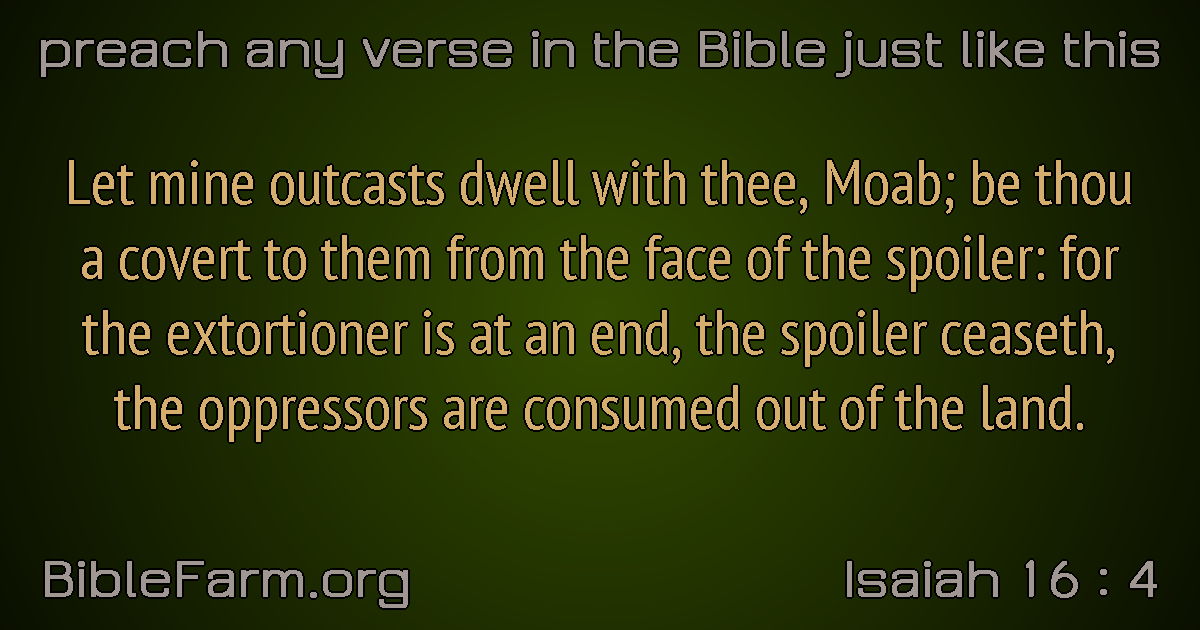 preach any verse in the Bible just like this
Let mine outcasts dwell with thee, Moab; be thou
a covert to them from the face of the spoiler: for
the extortioner is at an end, the spoiler ceaseth,
the oppressors are consumed out of the land.
BibleFarm.org
Isaiah 16 : 4